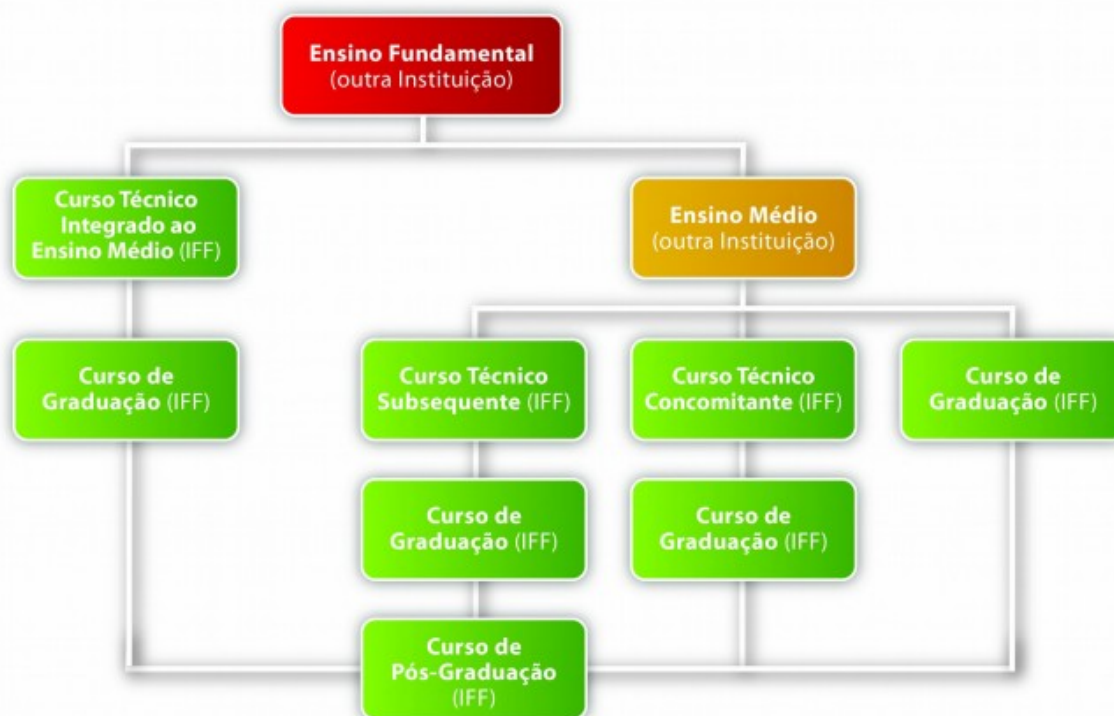 Ensino Fundamental
(outra Instituição)
Curso Técnico
Integrado ao
Ensino Médio (IFF)
Ensino Médio
(outra Instituição)
Curso de
Graduação (IFF)
Curso Técnico
Subsequente (IFF)
Curso Técnico
Concomitante (IFF)
Curso de
Graduação (IFF)
Curso de
Graduação (IFF)
Curso de
Graduação (IFF)
Curso de
Pós-Graduação
(IFF)